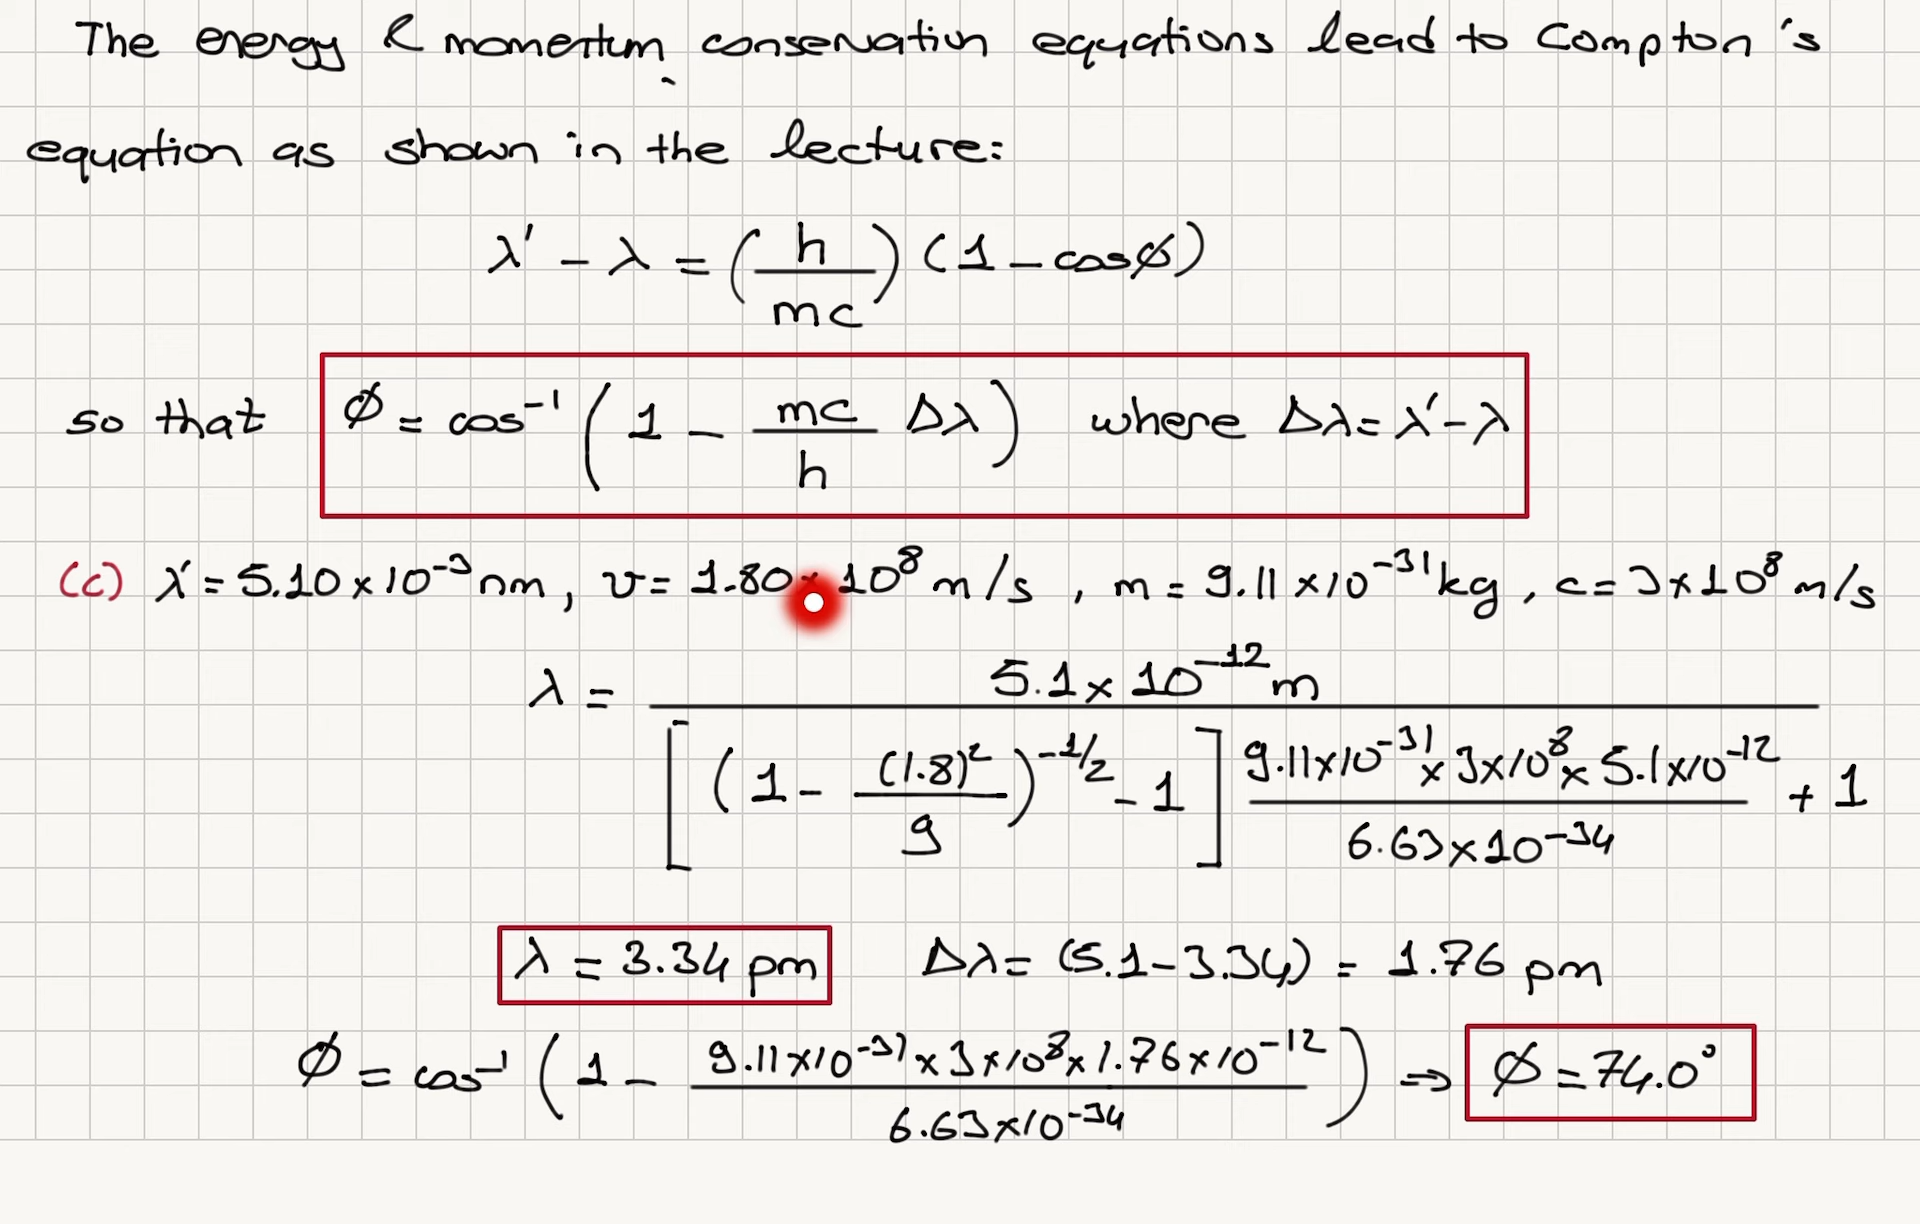 The energy & momentum conservation equations lead to Compton's
equation as shown in the lecture:
λ' - λ = (h/mc) (1 - cosϕ)
so that ϕ = cos⁻¹ (1 - mc/h Δλ) where Δλ = λ' - λ
(c) λ' = 5.10 × 10⁻³ nm, v = 1.80 × 10⁸ m/s, m = 9.11 × 10⁻³¹ kg, c = 3 × 10⁸ m/s
λ = 5.1 × 10⁻¹² m / [(1 - (1.8)²/9)^(-1/2) - 1] 9.11×10⁻³¹ × 3×10⁸ × 5.1×10⁻¹² / 6.63×10⁻³⁴ + 1
λ = 3.34 pm Δλ = (5.1 - 3.34) = 1.76 pm
ϕ = cos⁻¹ (1 - 9.11×10⁻³¹ × 3×10⁸ × 1.76×10⁻¹² / 6.63×10⁻³⁴) ⇒ ϕ = 74.0°